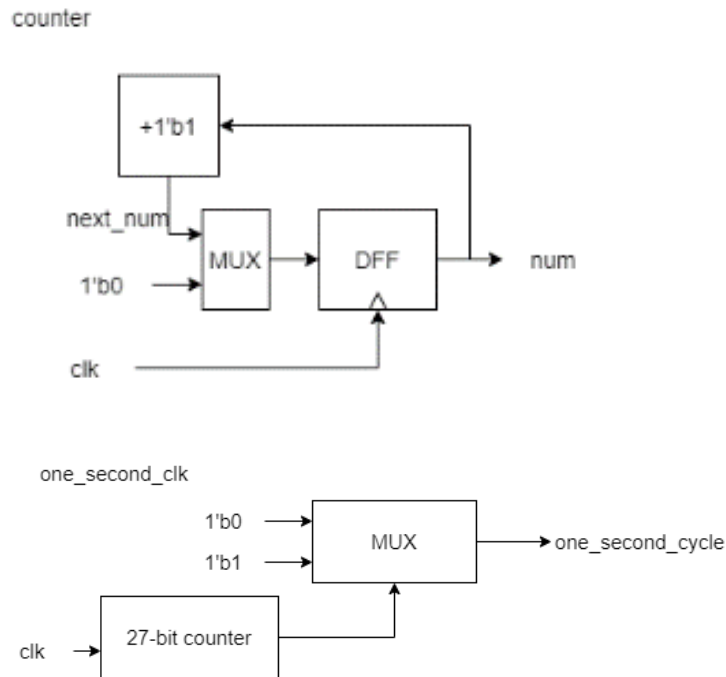 counter
+1'b1
next_num
MUX
DFF
num
1'b0
clk
one_second_clk
1'b0
MUX
one_second_cycle
1'b1
27-bit counter
clk